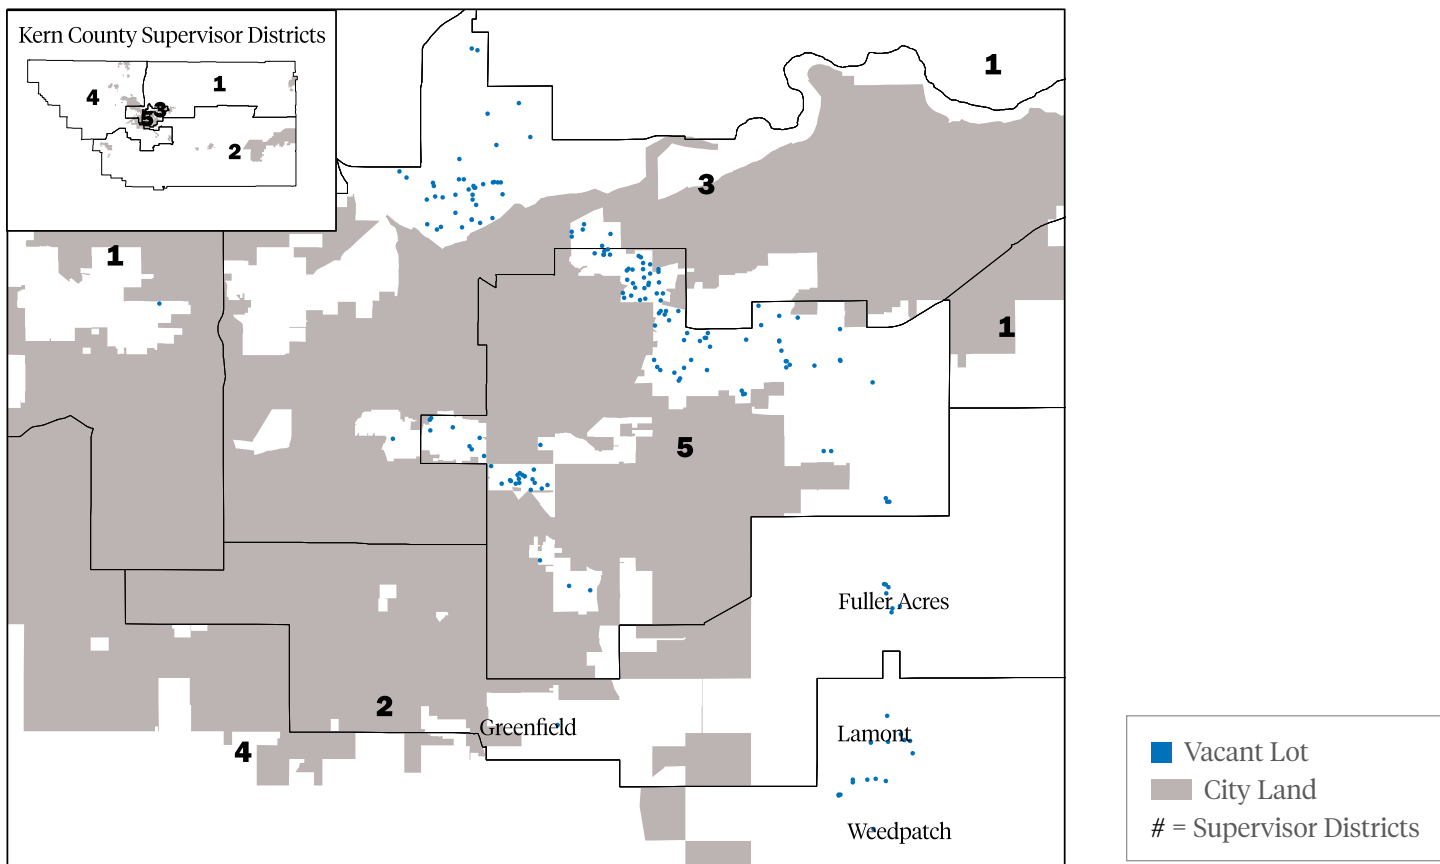 Kern County Supervisor Districts
1
4
3
5
2
1
3
1
1
5
Fuller Acres
2
Greenfield
4
Lamont
Weedpatch
Vacant Lot
City Land
# = Supervisor Districts